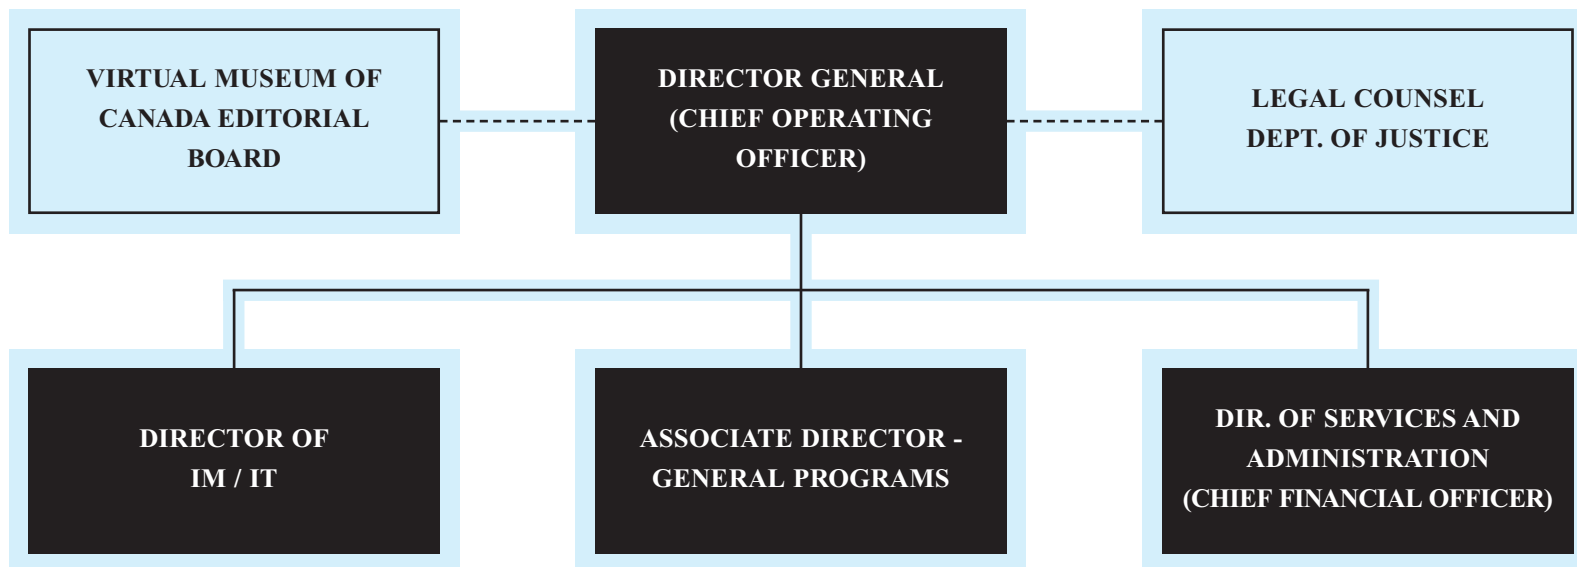 VIRTUAL MUSEUM OF
CANADA EDITORIAL
BOARD
DIRECTOR GENERAL
(CHIEF OPERATING
OFFICER)
LEGAL COUNSEL
DEPT. OF JUSTICE
DIRECTOR OF
IM / IT
ASSOCIATE DIRECTOR -
GENERAL PROGRAMS
DIR. OF SERVICES AND
ADMINISTRATION
(CHIEF FINANCIAL OFFICER)